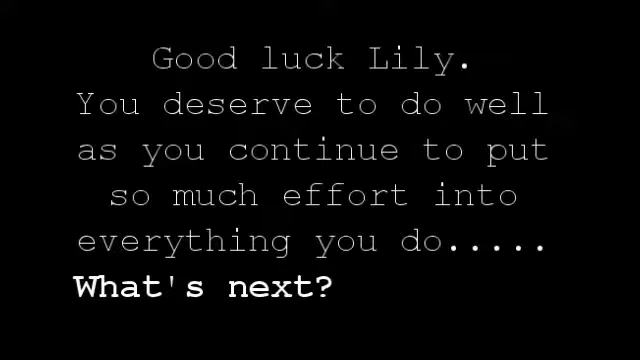 Good luck Lily.
You deserve to do well
as you continue to put
so much effort into
everything you do.....
What's next?